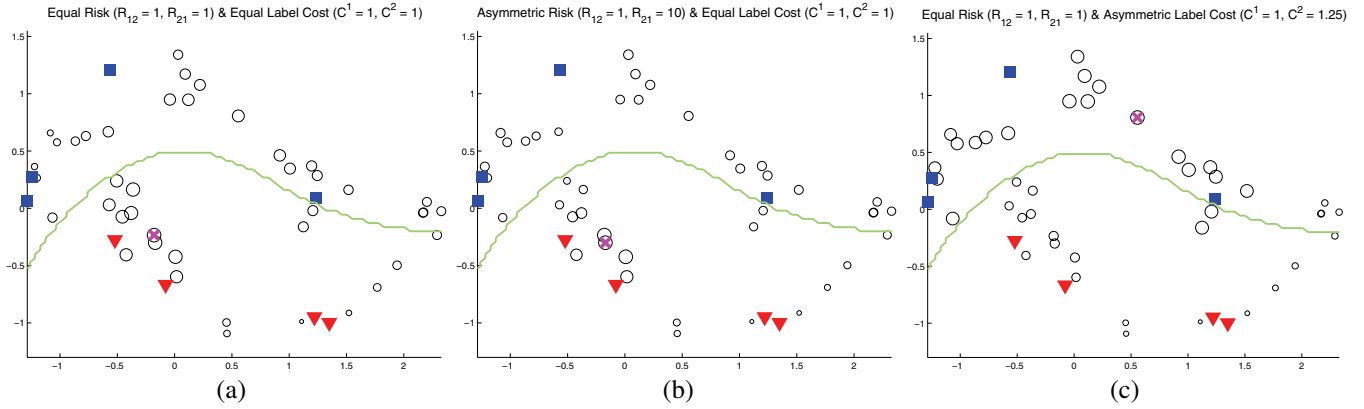 Equal Risk (R₁₂ = 1, R₂₁ = 1) & Equal Label Cost (C¹ = 1, C² = 1)
1.5
1
0.5
0
−0.5
−1
−1 −0.5 0 0.5 1 1.5 2
(a)
Asymmetric Risk (R₁₂ = 1, R₂₁ = 10) & Equal Label Cost (C¹ = 1, C² = 1)
1.5
1
0.5
0
−0.5
−1
−1 −0.5 0 0.5 1 1.5 2
(b)
Equal Risk (R₁₂ = 1, R₂₁ = 1) & Asymmetric Label Cost (C¹ = 1, C² = 1.25)
1.5
1
0.5
0
−0.5
−1
−1 −0.5 0 0.5 1 1.5 2
(c)